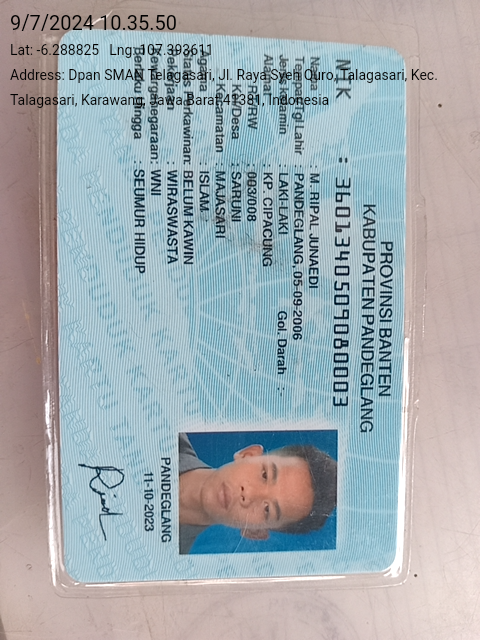 9/7/2024 10.35.50
Lat: -6.288825 Lng: 107.393611
Address: Dpan SMAN Telagasari, Jl. Raya Syeh Quro, Talagasari, Kec.
Talagasari, Karawang, Jawa Barat 41381, Indonesia
PROVINSI BANTEN
KABUPATEN PANDEGLANG
NIK : 3601340509080003
Nama : M. RIPAL JUNAEDI
Tempat/Tgl Lahir : PANDEGLANG, 05-09-2006
Jenis kelamin : LAKI-LAKI Gol. Darah : -
Alamat : KP. CIPACUNG
RT/RW : 003/008
Kel/Desa : SARUNI
Kecamatan : MAJASARI
Agama : ISLAM
Status Perkawinan: BELUM KAWIN
Pekerjaan : WIRASWASTA
Kewarganegaraan: WNI
Berlaku Hingga : SEUMUR HIDUP
PANDEGLANG
11-10-2023